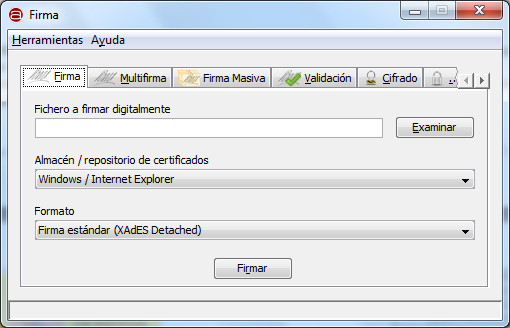 Firma
Herramientas Ayuda
Firma Multifirma Firma Masiva Validación Cifrado ..
Fichero a firmar digitalmente
Examinar
Almacén / repositorio de certificados
Windows / Internet Explorer
Formato
Firma estándar (XAdES Detached)
Firmar